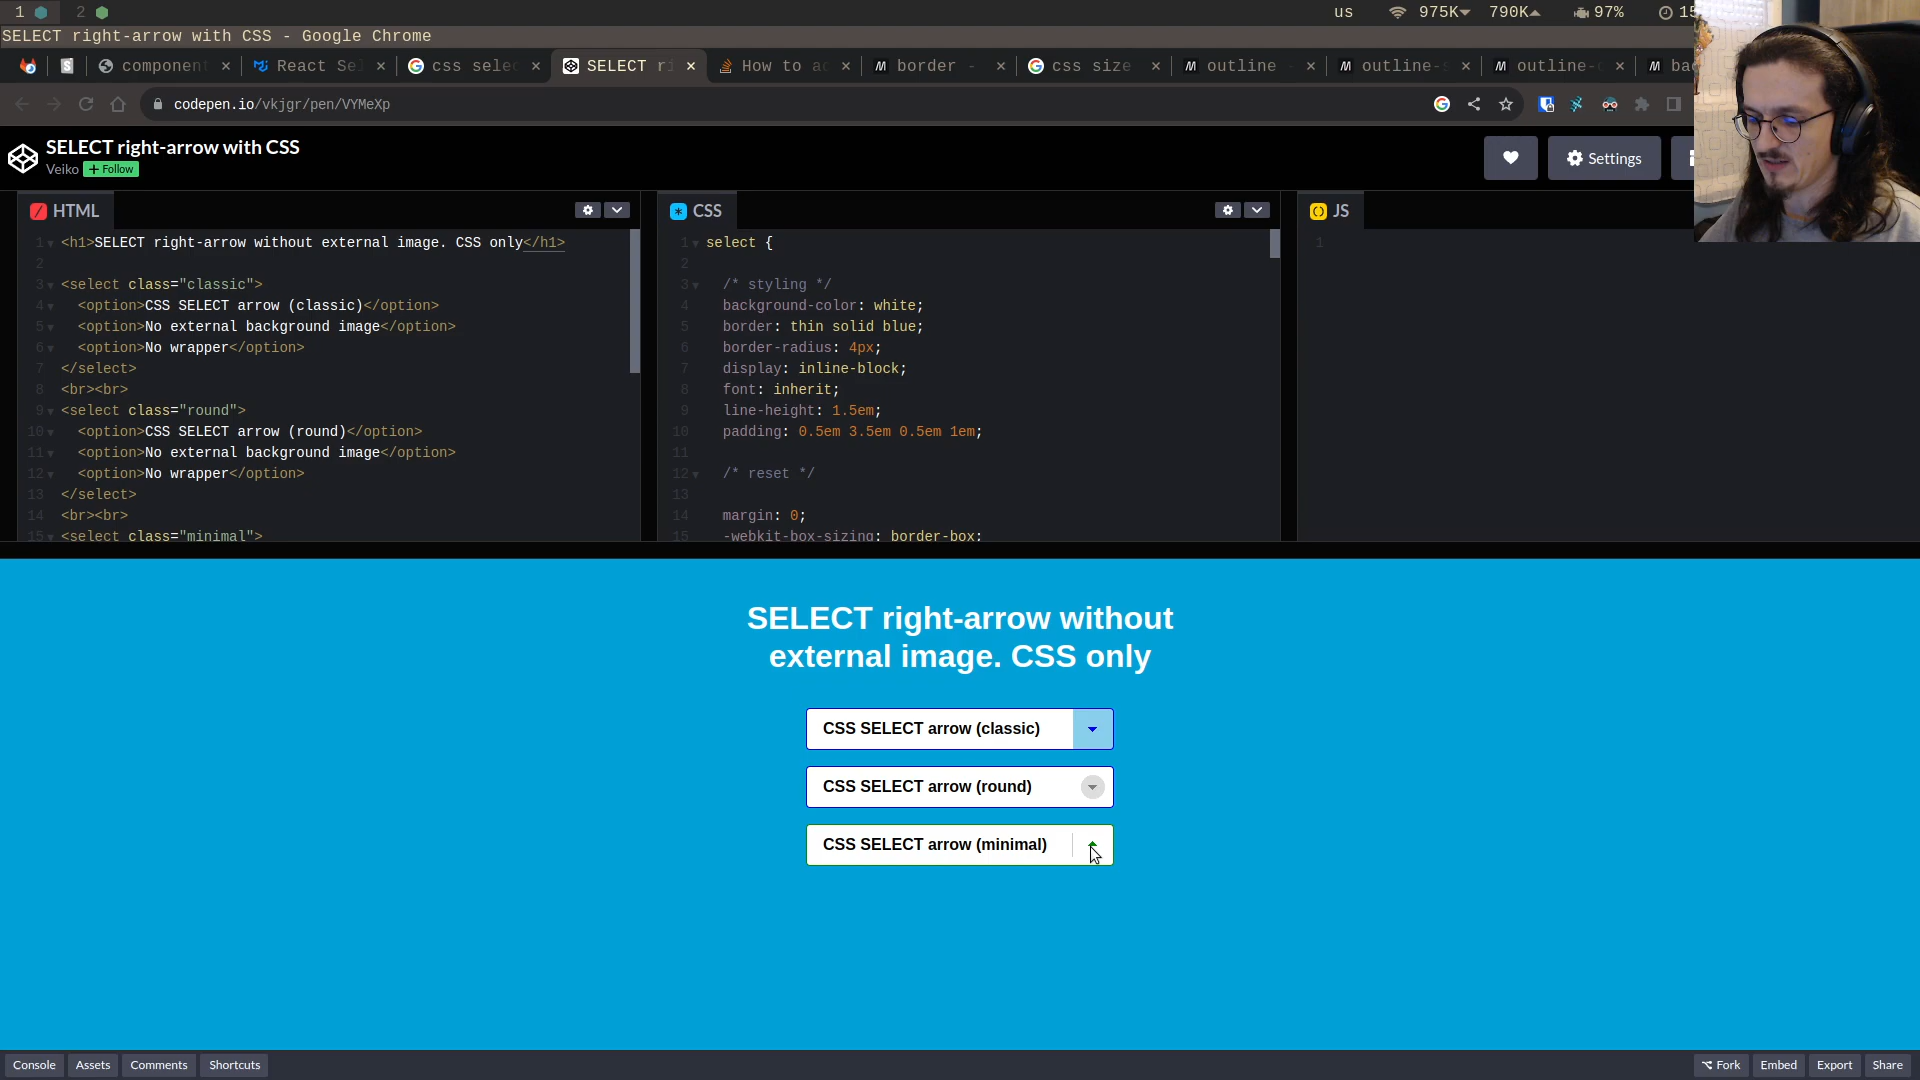 1
2
us
975K
790K
97%
15
SELECT right-arrow with CSS - Google Chrome
component
React Sel
css selec
SELECT ri
How to ac
border -
css size
outline -
outline-s
outline-c
bac
codepen.io/vkjgr/pen/VYMeXp
SELECT right-arrow with CSS
Veiko + Follow
Settings
HTML
1 <h1>SELECT right-arrow without external image. CSS only</h1>
2
3 <select class="classic">
4 <option>CSS SELECT arrow (classic)</option>
5 <option>No external background image</option>
6 <option>No wrapper</option>
7 </select>
8 <br><br>
9 <select class="round">
10 <option>CSS SELECT arrow (round)</option>
11 <option>No external background image</option>
12 <option>No wrapper</option>
13 </select>
14 <br><br>
15 <select class="minimal">
CSS
1 select {
2
3 /* styling */
4 background-color: white;
5 border: thin solid blue;
6 border-radius: 4px;
7 display: inline-block;
8 font: inherit;
9 line-height: 1.5em;
10 padding: 0.5em 3.5em 0.5em 1em;
11
12 /* reset */
13
14 margin: 0;
15 -webkit-box-sizing: border-box;
JS
1
SELECT right-arrow without
external image. CSS only
CSS SELECT arrow (classic)
CSS SELECT arrow (round)
CSS SELECT arrow (minimal)
Console
Assets
Comments
Shortcuts
Fork
Embed
Export
Share